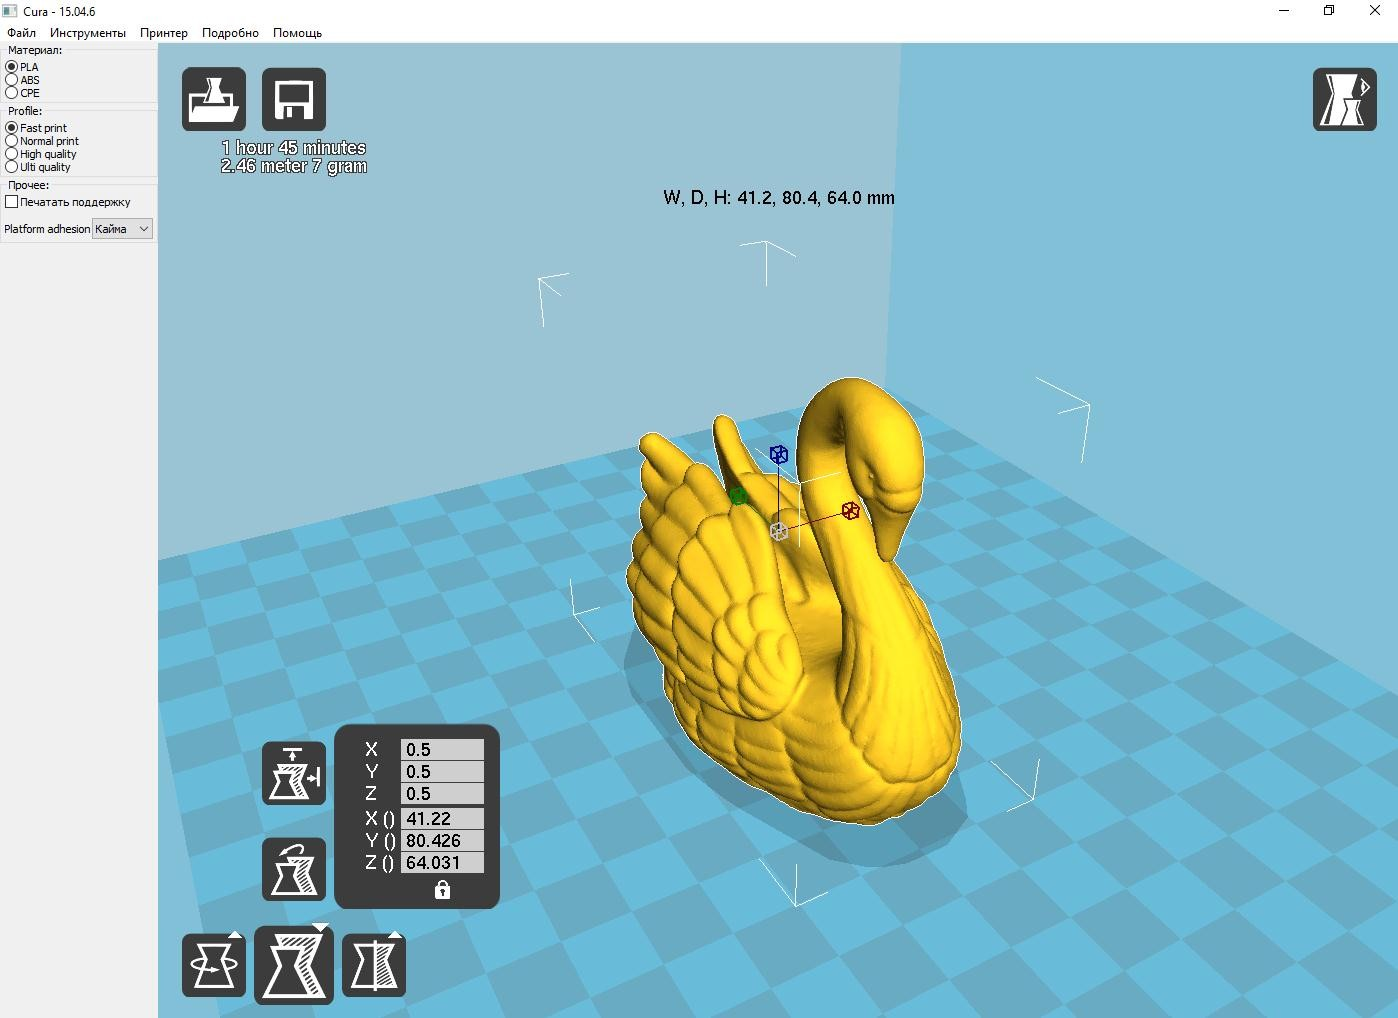 Cura - 15.04.6
Файл Инструменты Принтер Подробно Помощь
Материал:
PLA
ABS
CPE
Profile:
Fast print
Normal print
High quality
Ulti quality
Прочее:
Печатать поддержку
Platform adhesion Кайма
1 hour 45 minutes
2.46 meter 7 gram
W, D, H: 41.2, 80.4, 64.0 mm
X 0.5
Y 0.5
Z 0.5
X () 41.22
Y () 80.426
Z () 64.031